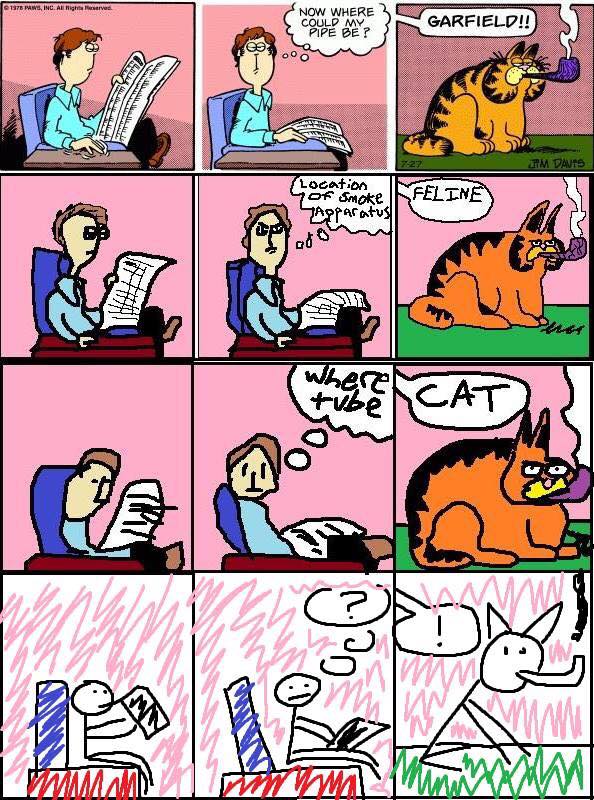 © 1978 PAWS, INC. All Rights Reserved.
NOW WHERE
COULD MY
PIPE BE?
GARFIELD!!
7-27
JIM DAVIS
Location
of smoke
Apparatus
FELINE
Where
tube
CAT
?
!